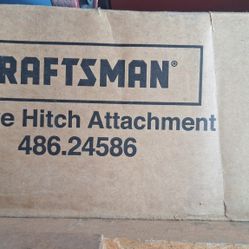 RAFTSMAN®
e Hitch Attachment
486.24586